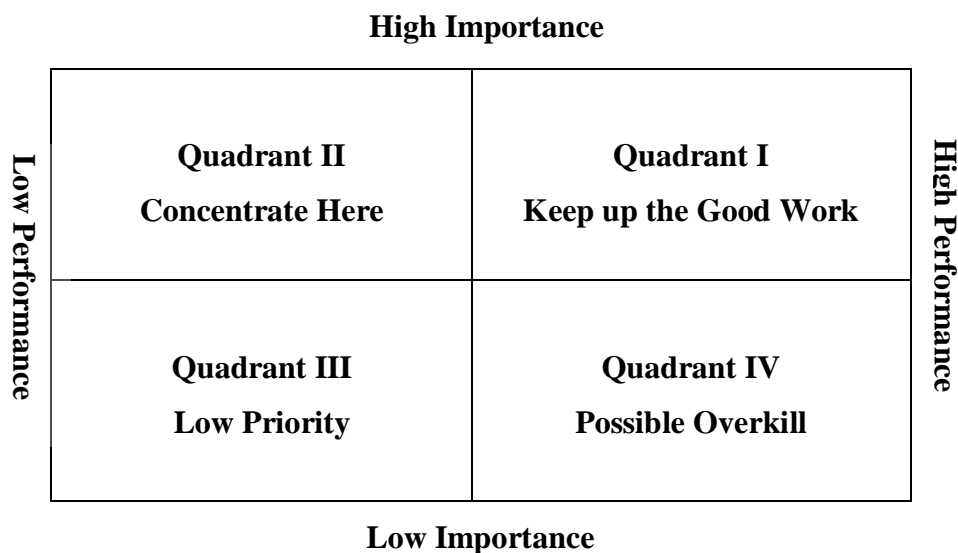 High Importance
Low Performance
Quadrant II
Concentrate Here
Quadrant I
Keep up the Good Work
High Performance
Quadrant III
Low Priority
Quadrant IV
Possible Overkill
Low Importance